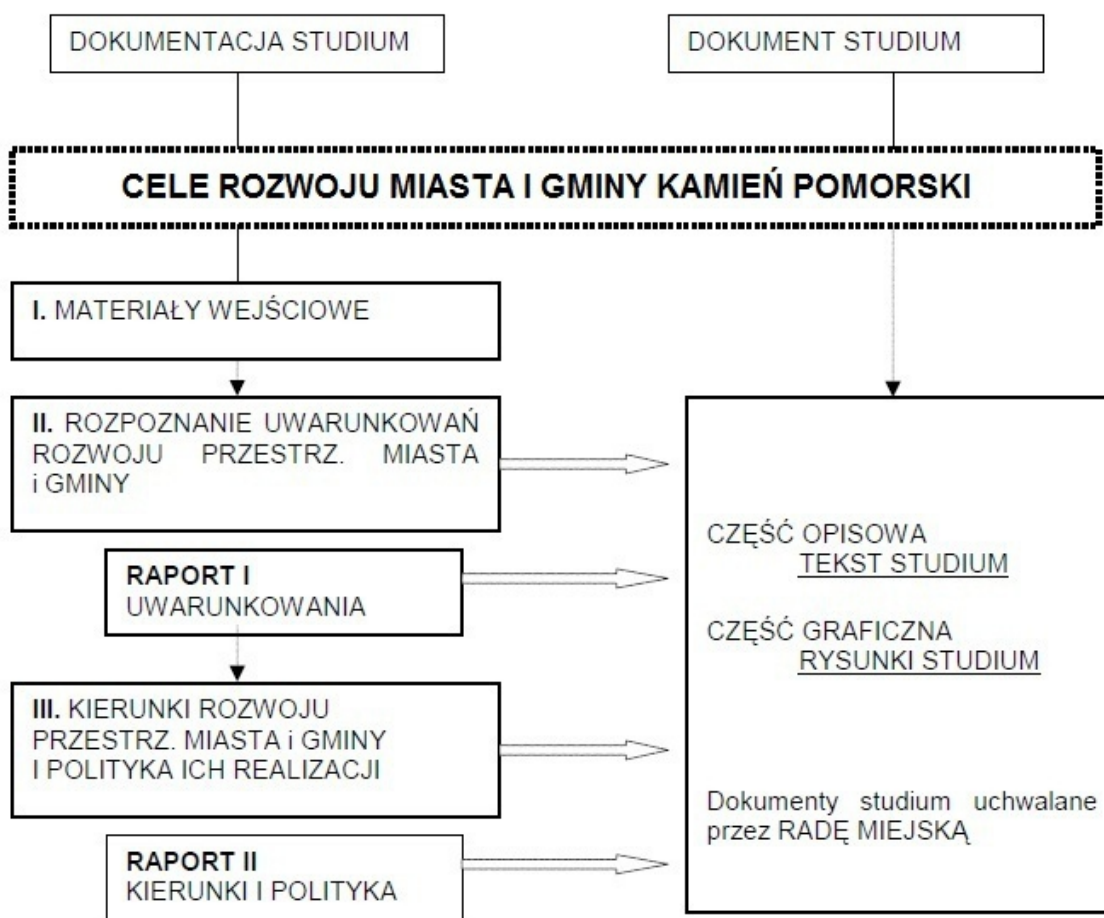 DOKUMENTACJA STUDIUM
DOKUMENT STUDIUM
CELE ROZWOJU MIASTA I GMINY KAMIEŃ POMORSKI
I. MATERIAŁY WEJŚCIOWE
II. ROZPOZNANIE UWARUNKOWAŃ
ROZWOJU PRZESTRZ. MIASTA
i GMINY
RAPORT I
UWARUNKOWANIA
III. KIERUNKI ROZWOJU
PRZESTRZ. MIASTA i GMINY
I POLITYKA ICH REALIZACJI
RAPORT II
KIERUNKI I POLITYKA
CZĘŚĆ OPISOWA
TEKST STUDIUM
CZĘŚĆ GRAFICZNA
RYSUNKI STUDIUM
Dokumenty studium uchwalane
przez RADĘ MIEJSKĄ